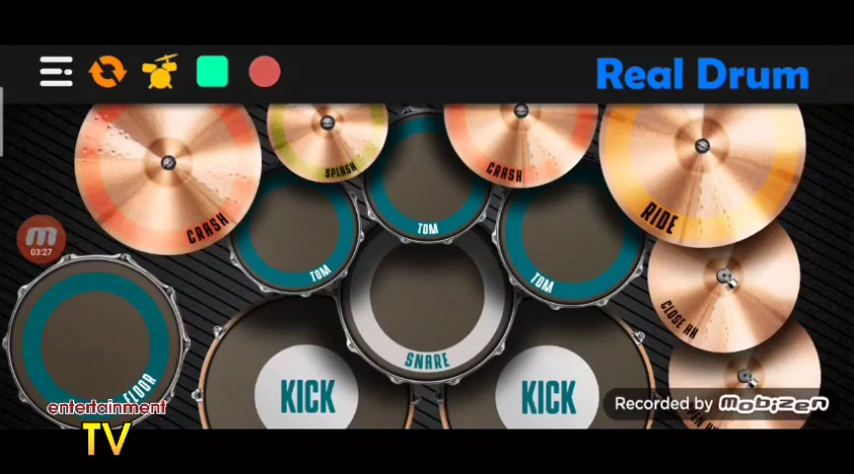 Real Drum
SPLASH
CRASH
CRASH
RIDE
TOM
TOM
TOM
m
03:27
CLOSE HH
SNARE
FLOOR
KICK
KICK
entertainment
TV
Recorded by mobizen